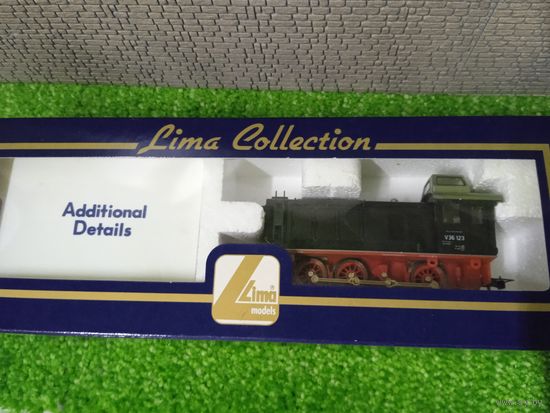 Lima Collection
Additional
Details
V36 123
Lima®
models